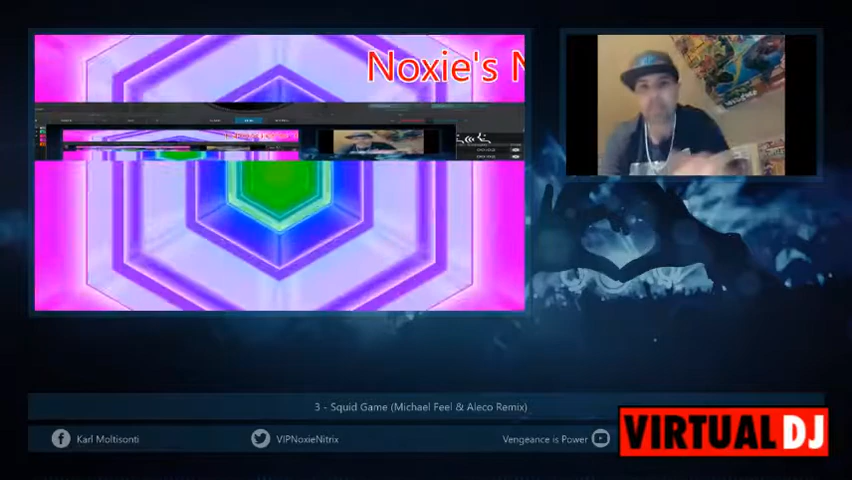 Noxie's N
3 - Squid Game (Michael Feel & Aleco Remix)
Karl Moltisonti
VIPNoxieNitrix
Vengeance is Power
VIRTUAL DJ